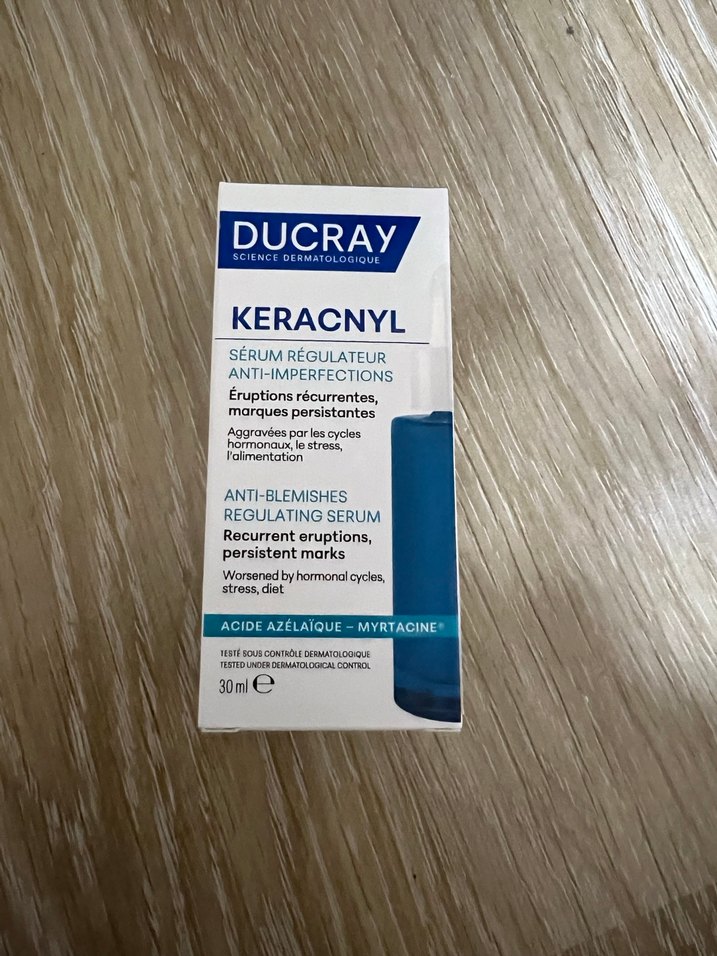 DUCRAY
SCIENCE DERMATOLOGIQUE
KERACNYL
SÉRUM RÉGULATEUR
ANTI-IMPERFECTIONS
Éruptions récurrentes,
marques persistantes
Aggravées par les cycles
hormonaux, le stress,
l'alimentation
ANTI-BLEMISHES
REGULATING SERUM
Recurrent eruptions,
persistent marks
Worsened by hormonal cycles,
stress, diet
ACIDE AZÉLAÏQUE – MYRTACINE®
TESTÉ SOUS CONTRÔLE DERMATOLOGIQUE
TESTED UNDER DERMATOLOGICAL CONTROL
30 ml ℮